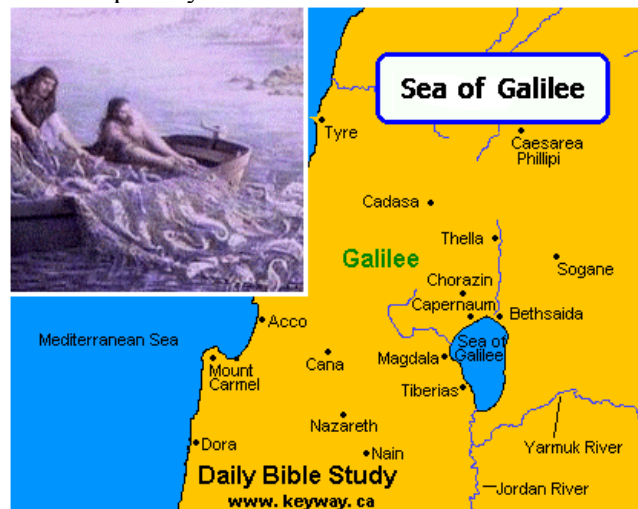 Sea of Galilee
Tyre
Caesarea
Phillipi
Cadasa
Thella
Galilee
Sogane
Chorazin
Capernaum
Bethsaida
Acco
Mediterranean Sea
Sea of
Galilee
Mount
Carmel
Cana
Magdala
Tiberias
Nazareth
Dora
Nain
Yarmuk River
Daily Bible Study
Jordan River
www.keyway.ca